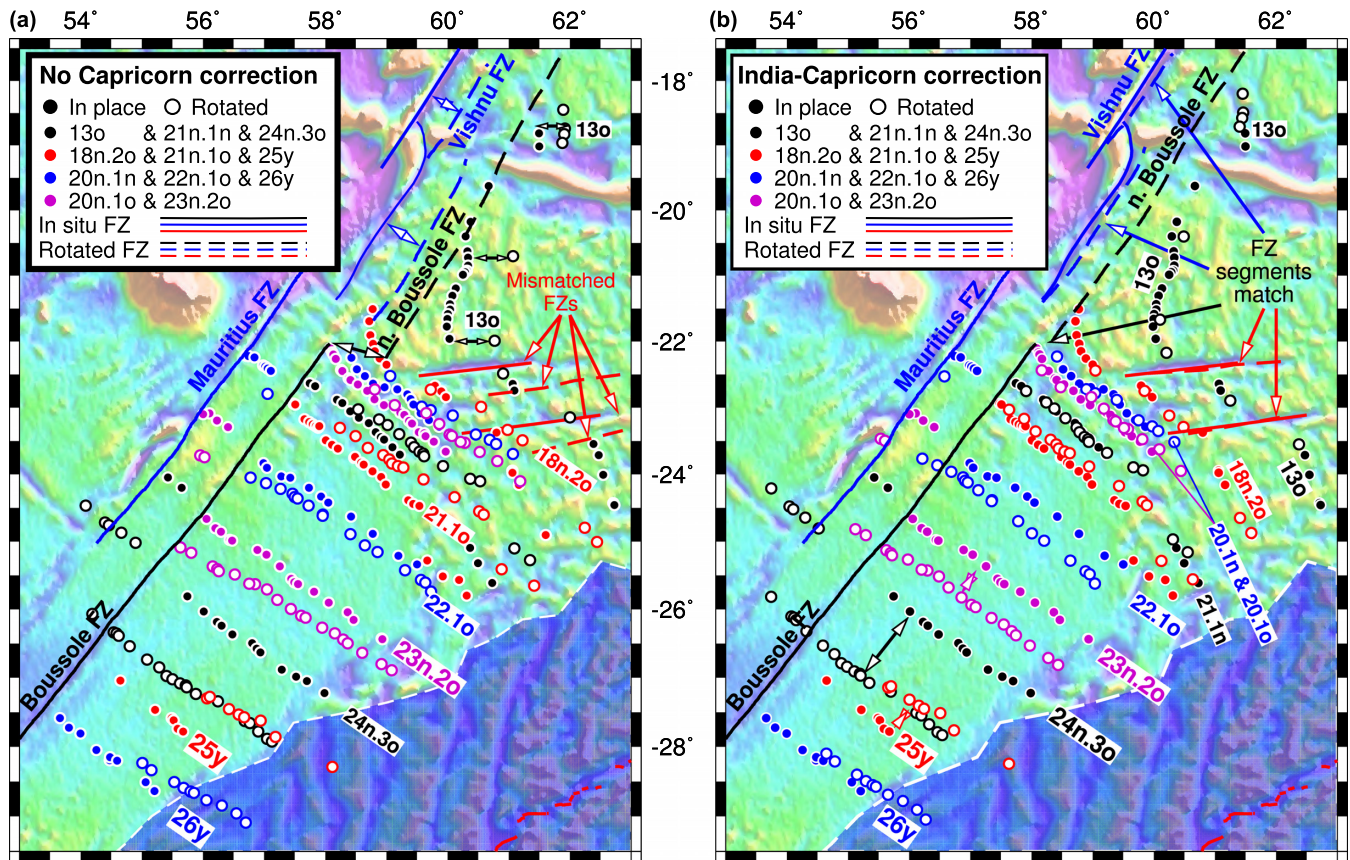 (a)
54° 56° 58° 60° 62°
No Capricorn correction
In place Rotated
13o & 21n.1n & 24n.3o
18n.2o & 21n.1o & 25y
20n.1n & 22n.1o & 26y
20n.1o & 23n.2o
In situ FZ
Rotated FZ
Vishnu FZ
13o
n. Boussole FZ
Mismatched
FZs
13o
Mauritius FZ
18n.2o
21.1o
22.1o
23n.2o
Boussole FZ
24n.3o
25y
26y
-18°
-20°
-22°
-24°
-26°
-28°
(b)
54° 56° 58° 60° 62°
India-Capricorn correction
In place Rotated
13o & 21n.1n & 24n.3o
18n.2o & 21n.1o & 25y
20n.1n & 22n.1o & 26y
20n.1o & 23n.2o
In situ FZ
Rotated FZ
Vishnu FZ
13o
n. Boussole FZ
FZ
segments
match
13o
Mauritius FZ
18n.2o
13o
20.1n & 20.1o
21.1n
22.1o
23n.2o
Boussole FZ
24n.3o
25y
26y